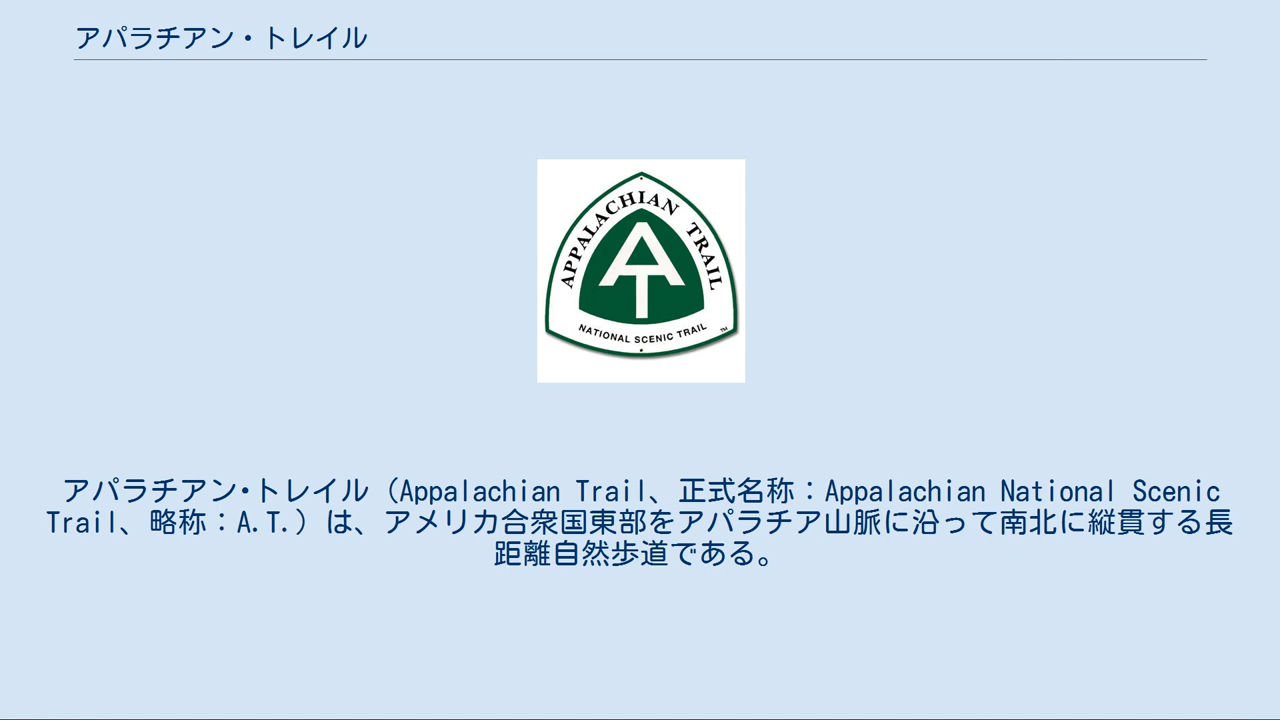 アパラチアン・トレイル
APPALACHIAN TRAIL
AT
NATIONAL SCENIC TRAIL ™
アパラチアン･トレイル（Appalachian Trail、正式名称：Appalachian National Scenic
Trail、略称：A.T.）は、アメリカ合衆国東部をアパラチア山脈に沿って南北に縦貫する長
距離自然歩道である。